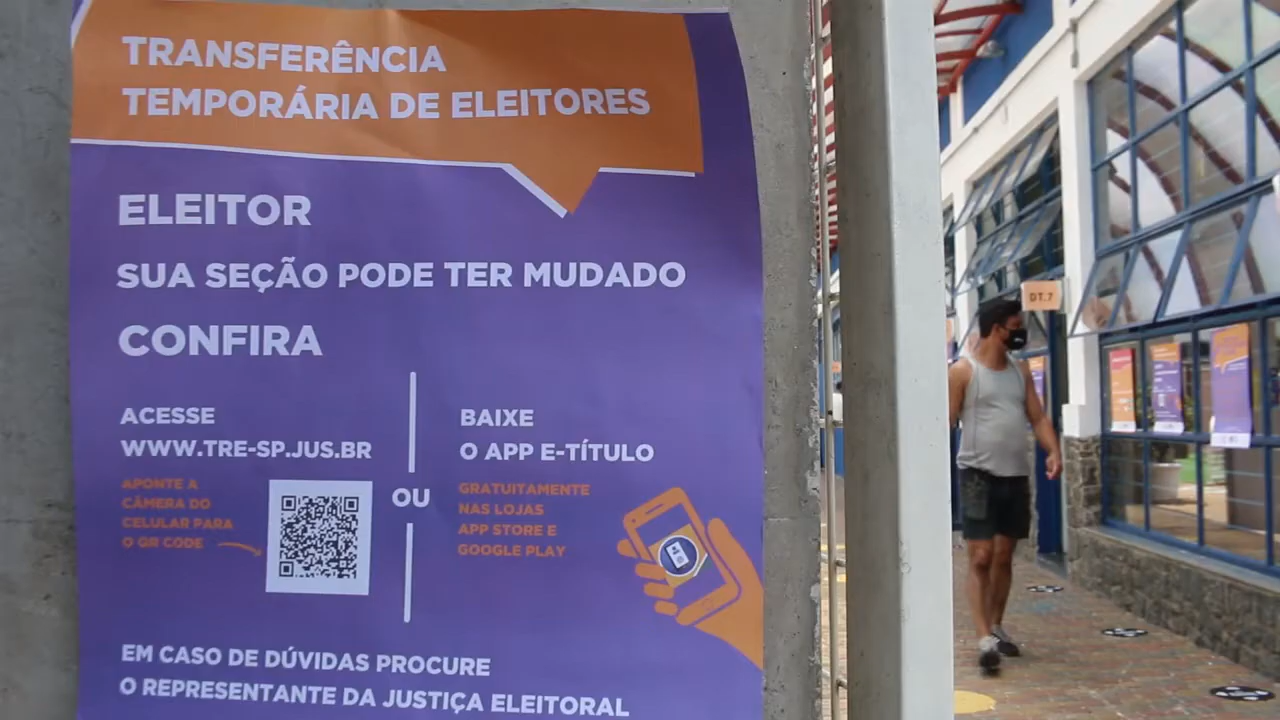 TRANSFERÊNCIA
TEMPORÁRIA DE ELEITORES
ELEITOR
SUA SEÇÃO PODE TER MUDADO
CONFIRA
ACESSE
WWW.TRE-SP.JUS.BR
APONTE A
CÂMERA DO
CELULAR PARA
O QR CODE
OU
BAIXE
O APP E-TÍTULO
GRATUITAMENTE
NAS LOJAS
APP STORE E
GOOGLE PLAY
EM CASO DE DÚVIDAS PROCURE
O REPRESENTANTE DA JUSTIÇA ELEITORAL
DT.7